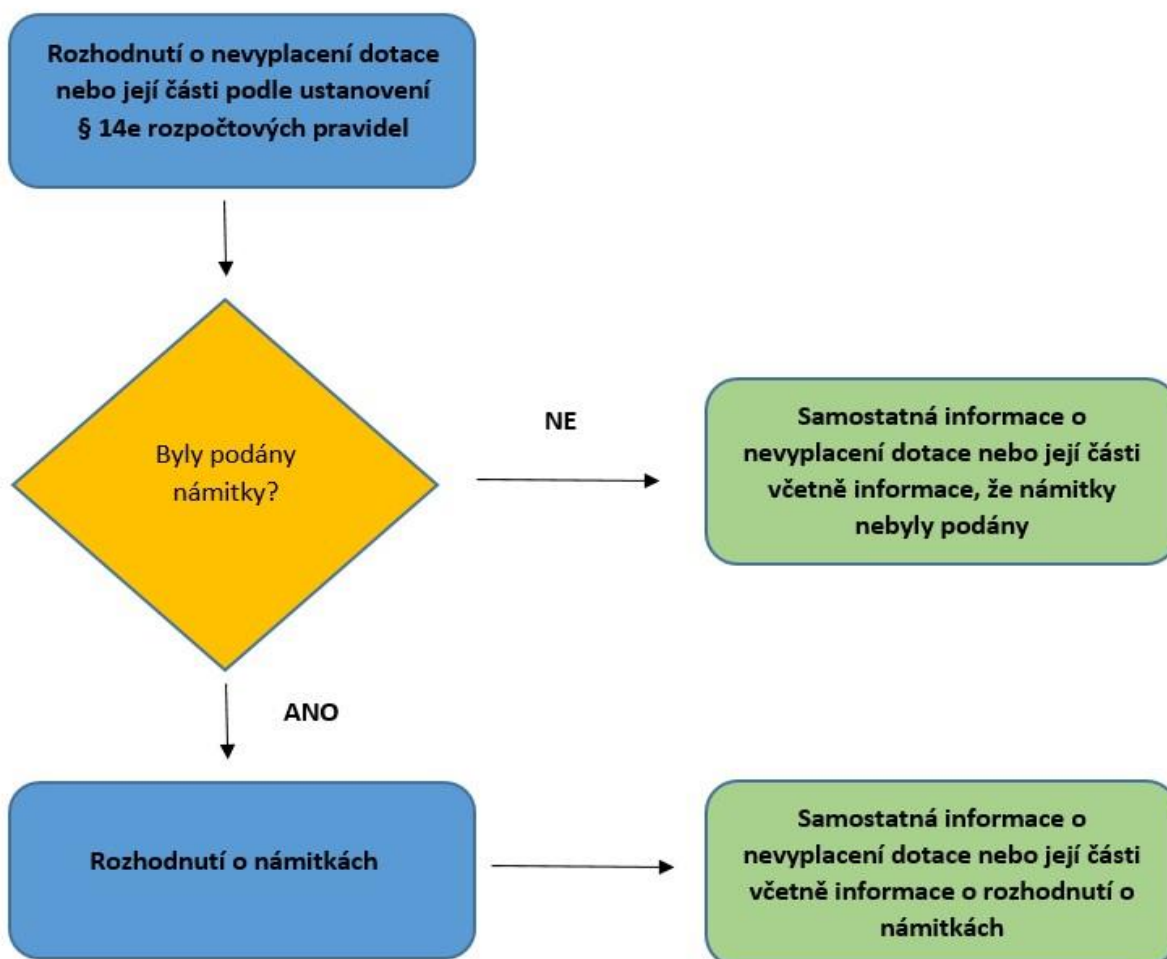 Rozhodnutí o nevyplacení dotace
nebo její části podle ustanovení
§ 14e rozpočtových pravidel
Byly podány
námitky?
NE
Samostatná informace o
nevyplacení dotace nebo její části
včetně informace, že námitky
nebyly podány
ANO
Rozhodnutí o námitkách
Samostatná informace o
nevyplacení dotace nebo její části
včetně informace o rozhodnutí o
námitkách